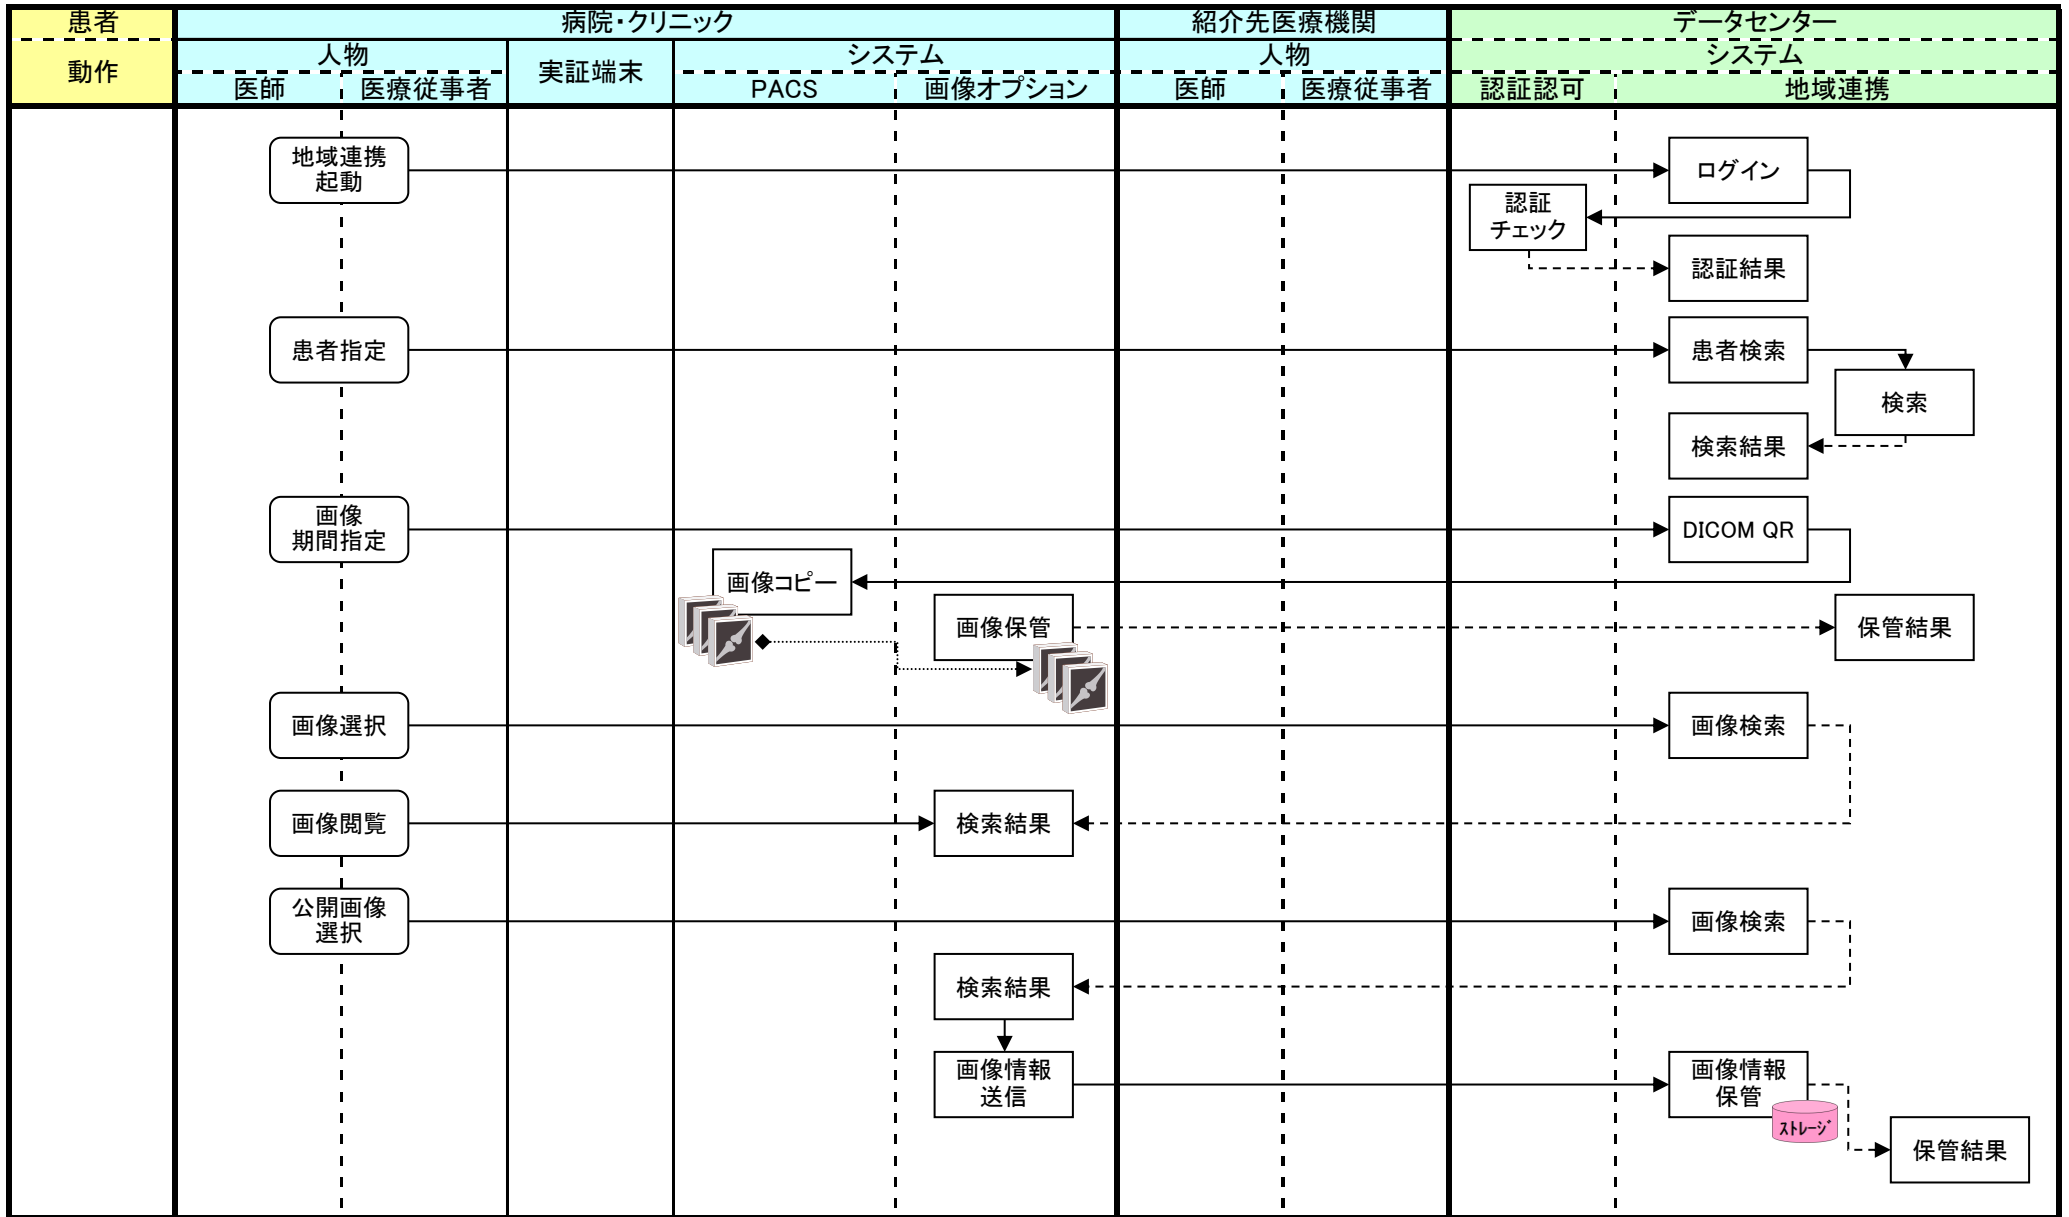 患者
病院・クリニック
紹介先医療機関
データセンター
動作
人物
実証端末
システム
人物
システム
医師
医療従事者
PACS
画像オプション
医師
医療従事者
認証認可
地域連携
地域連携
起動
ログイン
認証
チェック
認証結果
患者指定
患者検索
検索
検索結果
画像
期間指定
DICOM QR
画像コピー
画像保管
保管結果
画像選択
画像検索
画像閲覧
検索結果
公開画像
選択
画像検索
検索結果
画像情報
送信
画像情報
保管
ｽﾄﾚｰｼﾞ
保管結果